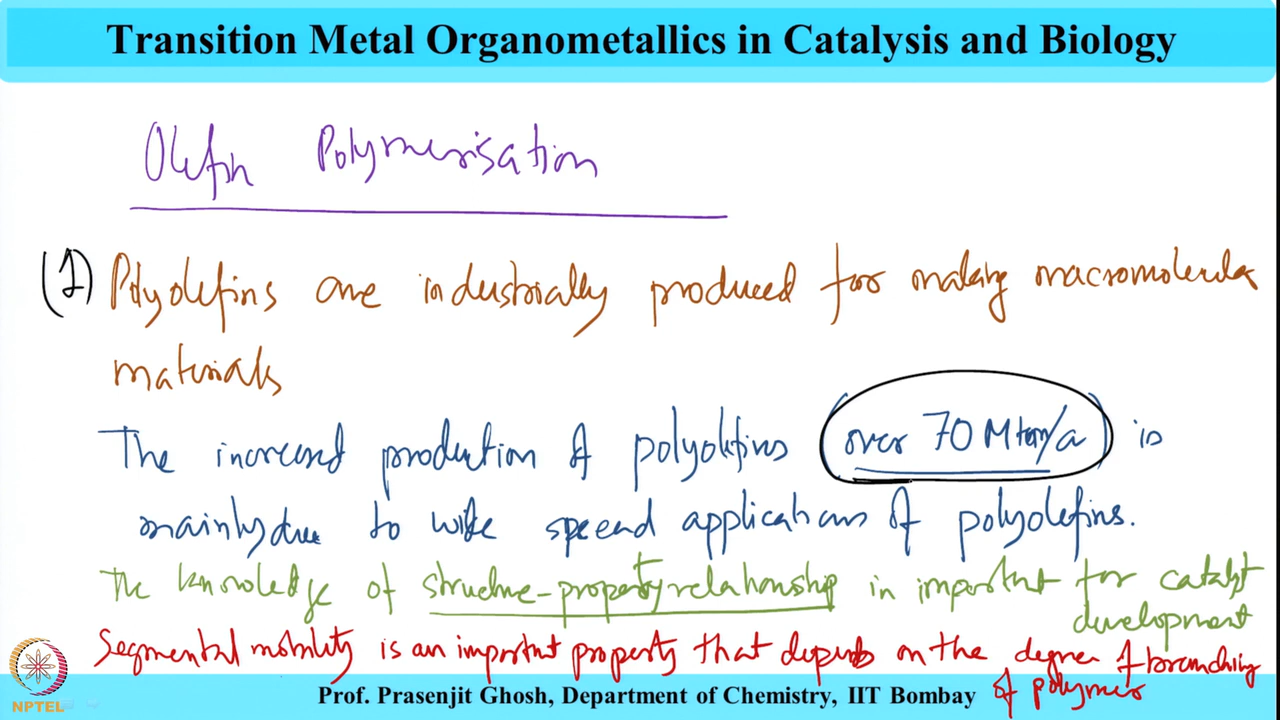 Transition Metal Organometallics in Catalysis and Biology
Olefin Polymerisation
(1) Polyolefins are industrially produced for making macromolecular
materials
The increased production of polyolefins (over 70 M ton/a) is
mainly due to wide spread applications of polyolefins.
The knowledge of structure-property relationship in important for catalyst
development
Segmental mobility is an important property that depends on the degree of branching
of polymers
NPTEL
Prof. Prasenjit Ghosh, Department of Chemistry, IIT Bombay